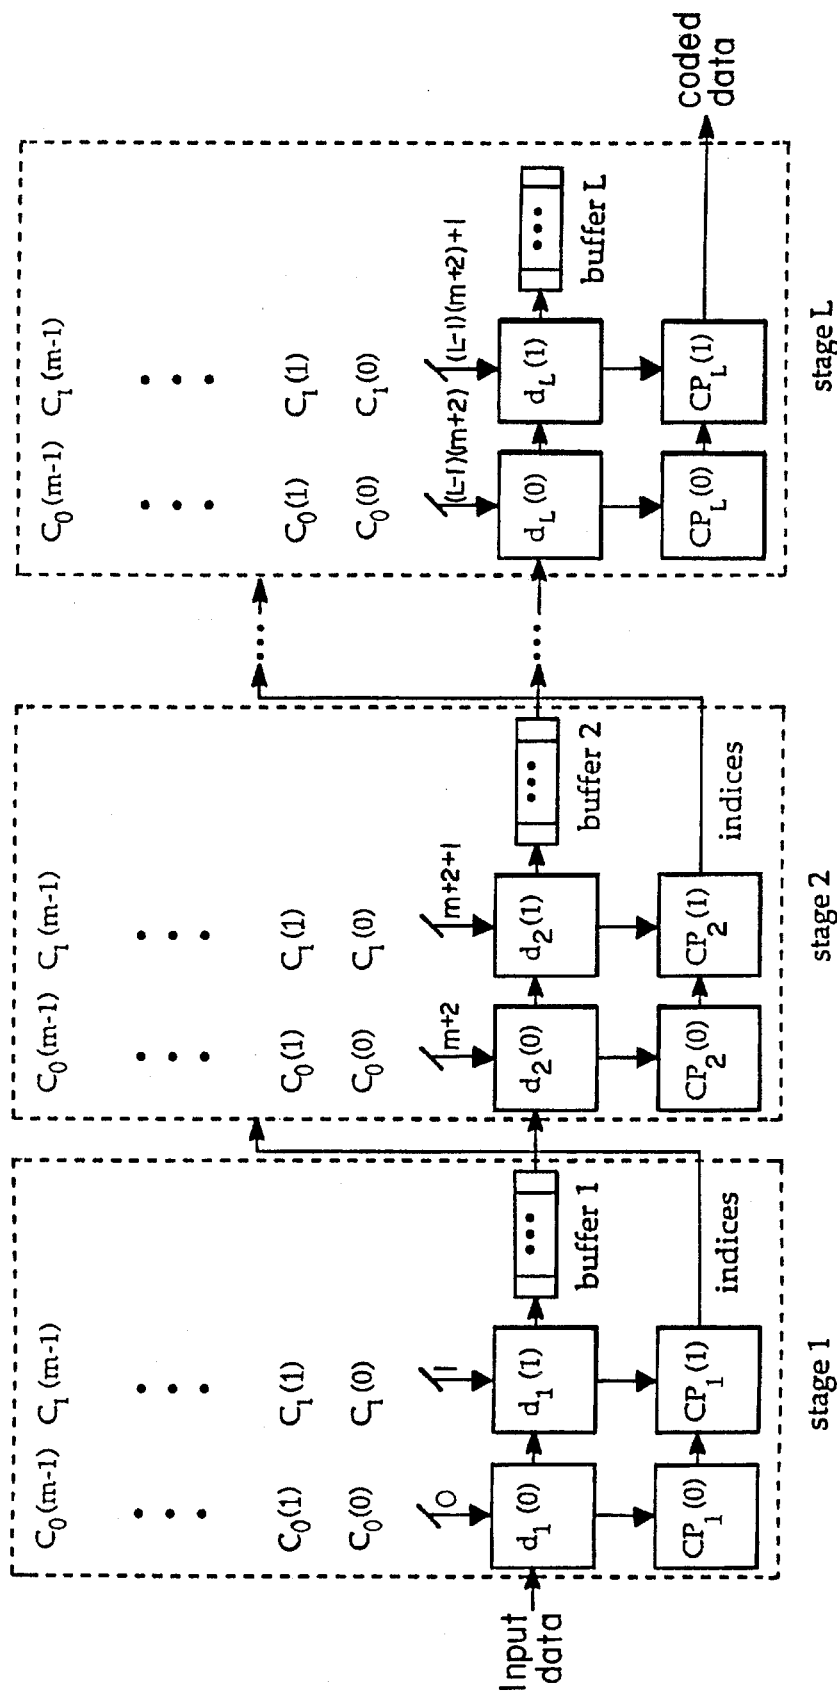 C₀(m-1) C₁(m-1)
C₀(1) C₁(1)
C₀(0) C₁(0)
0 1
Input
data
d₁(0) d₁(1)
buffer 1
CP₁(0) CP₁(1)
indices
stage 1
C₀(m-1) C₁(m-1)
C₀(1) C₁(1)
C₀(0) C₁(0)
m+2 m+2+1
d₂(0) d₂(1)
buffer 2
CP₂(0) CP₂(1)
indices
stage 2
C₀(m-1) C₁(m-1)
C₀(1) C₁(1)
C₀(0) C₁(0)
(L-1)(m+2) (L-1)(m+2)+1
d_L(0) d_L(1)
buffer L
CP_L(0) CP_L(1)
coded
data
stage L